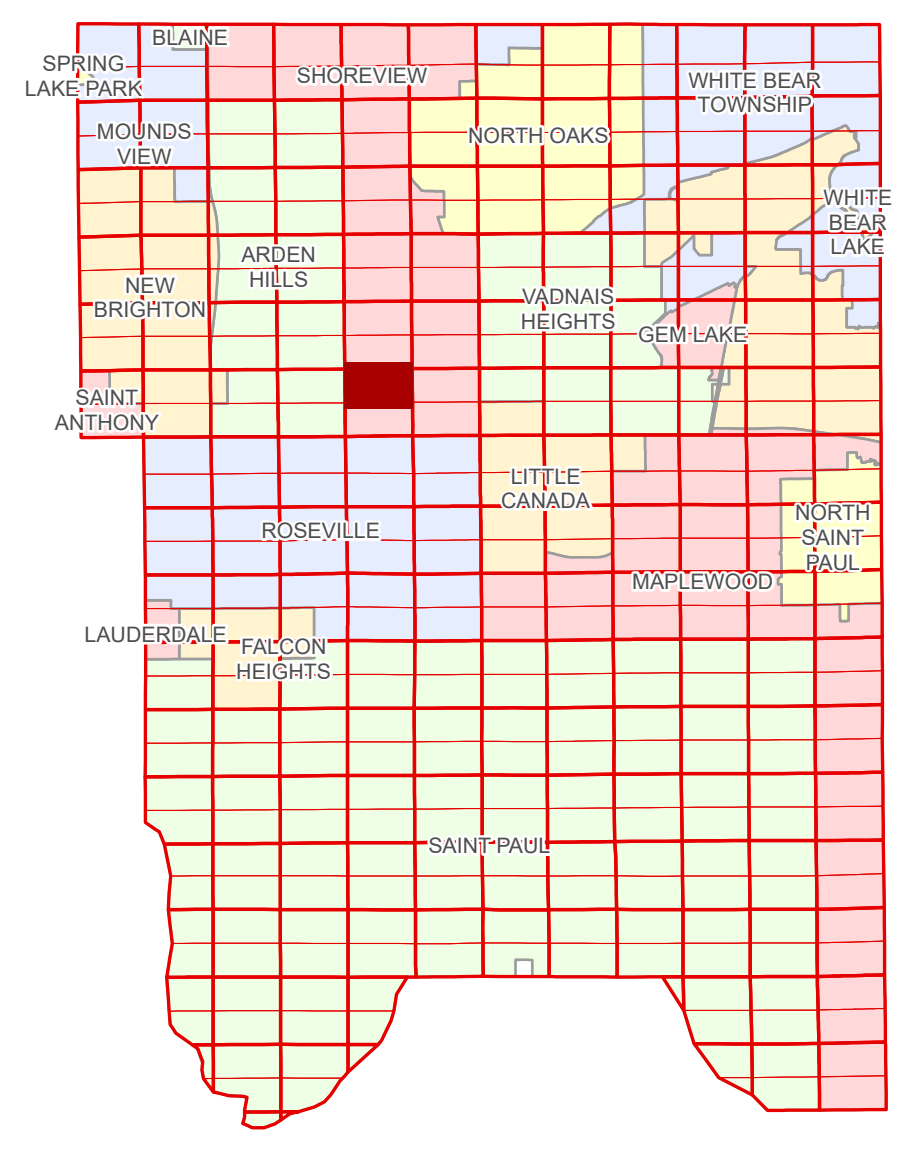 BLAINE
SPRING
LAKE PARK
SHOREVIEW
WHITE BEAR
TOWNSHIP
MOUNDS
VIEW
NORTH OAKS
WHITE
BEAR
LAKE
ARDEN
HILLS
NEW
BRIGHTON
VADNAIS
HEIGHTS
GEM LAKE
SAINT
ANTHONY
LITTLE
CANADA
ROSEVILLE
NORTH
SAINT
PAUL
MAPLEWOOD
LAUDERDALE
FALCON
HEIGHTS
SAINT PAUL